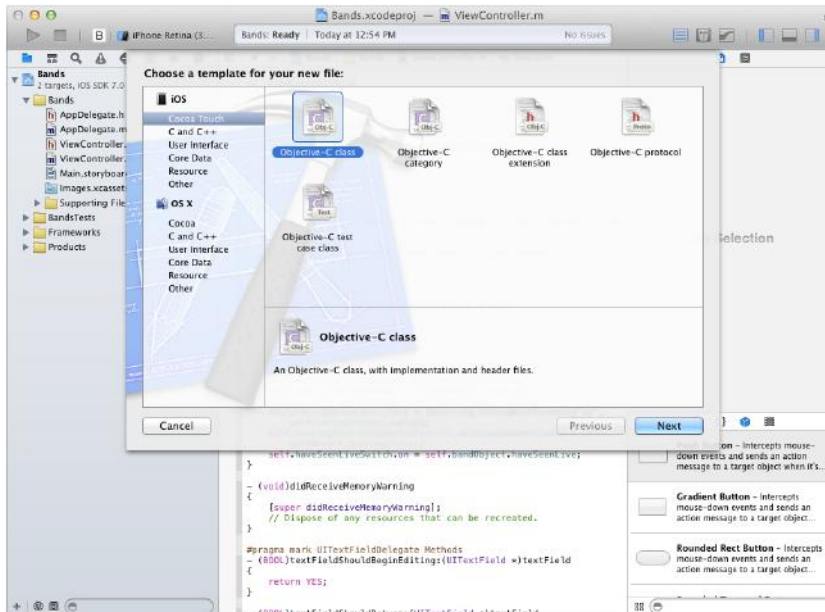 Bands.xcodeproj — ViewController.m
B
iPhone Retina (3...
Bands: Ready | Today at 12:54 PM
No Issues
Bands
2 targets, iOS SDK 7.0
Bands
AppDelegate.h
AppDelegate.m
ViewController.
ViewController.
Main.storyboar
Images.xcasset
Supporting File
BandsTests
Frameworks
Products
Choose a template for your new file:
iOS
Cocoa Touch
C and C++
User Interface
Core Data
Resource
Other
OS X
Cocoa
C and C++
User Interface
Core Data
Resource
Other
Obj-C
Objective-C class
Obj-C
Objective-C
category
Obj-C
Objective-C class
extension
Proto
Objective-C protocol
Test
Objective-C test
case class
Selection
Obj-C
Objective-C class
An Objective-C class, with implementation and header files.
Cancel
Previous
Next
self.haveSeenLiveSwitch.on = self.bandObject.haveSeenLive;
}
- (void)didReceiveMemoryWarning
{
[super didReceiveMemoryWarning];
// Dispose of any resources that can be recreated.
}
#pragma mark UITextFieldDelegate Methods
- (BOOL)textFieldShouldBeginEditing:(UITextField *)textField
{
return YES;
}
- Intercepts mouse-
down events and sends an action
message to a target object when it's...
Gradient Button – Intercepts
mouse-down events and sends an
action message to a target object...
Rounded Rect Button – Intercepts
mouse-down events and sends an
action message to a target object...